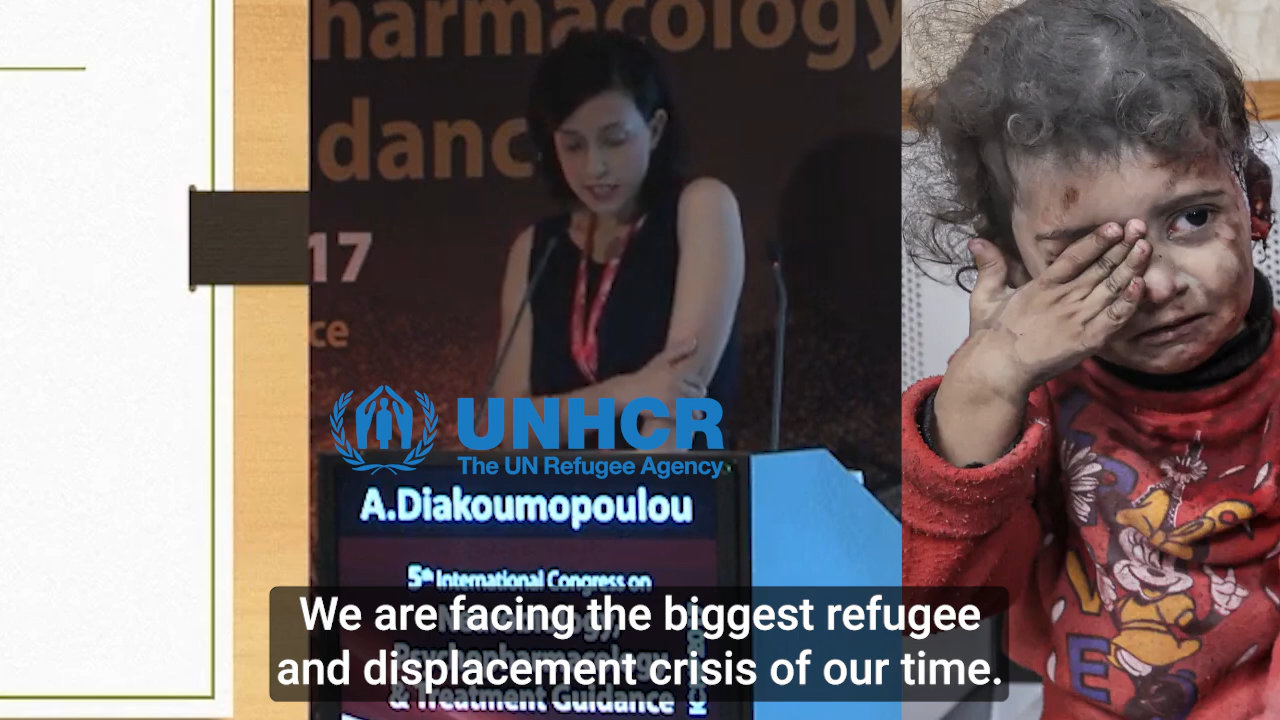 harmacology
danc
17
ce
UNHCR
The UN Refugee Agency
A.Diakoumopoulou
5th International Congress on
Neurobiology,
Psychopharmacology
& Treatment Guidance
We are facing the biggest refugee
and displacement crisis of our time.
V
E